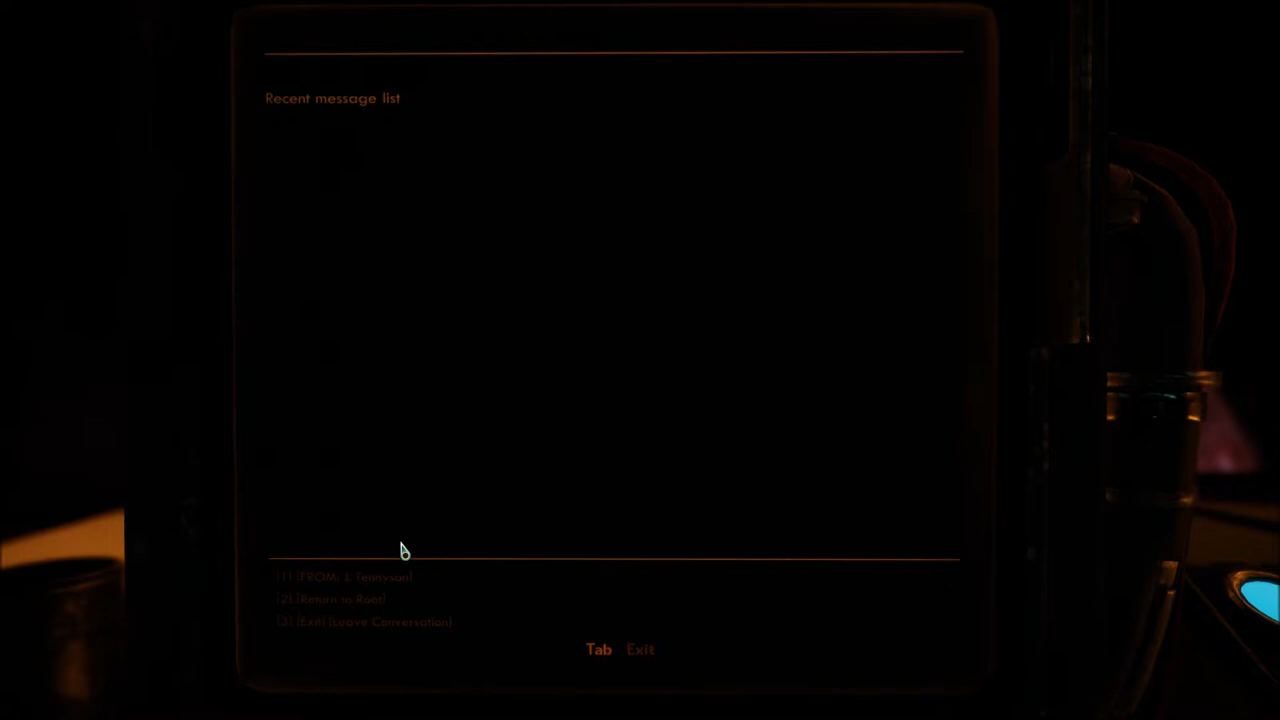 Recent message list
[1] [FROM: L. Tennyson]
[2] [Return to Root]
[3] [Exit] (Leave Conversation)
Tab Exit